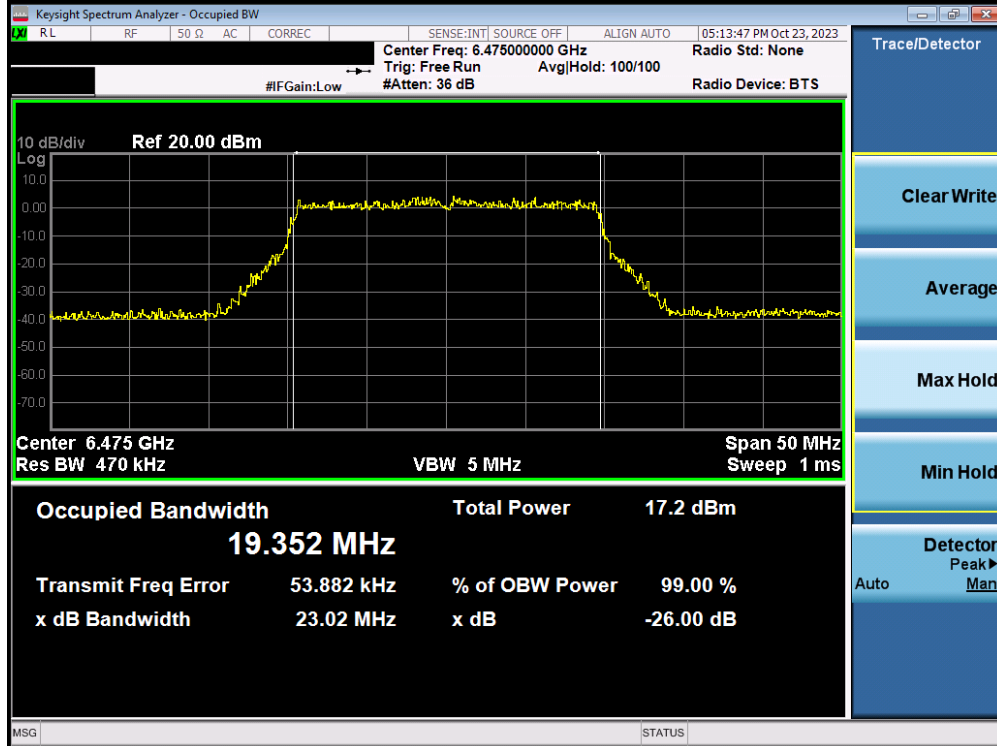 Keysight Spectrum Analyzer - Occupied BW
LXI RL RF 50 Ω AC CORREC SENSE:INT SOURCE OFF ALIGN AUTO 05:13:47 PM Oct 23, 2023
Center Freq: 6.475000000 GHz Radio Std: None
Trig: Free Run Avg|Hold: 100/100
#IFGain:Low #Atten: 36 dB Radio Device: BTS
10 dB/div Ref 20.00 dBm
Log
10.0
0.00
-10.0
-20.0
-30.0
-40.0
-50.0
-60.0
-70.0
Center 6.475 GHz Span 50 MHz
Res BW 470 kHz VBW 5 MHz Sweep 1 ms
Occupied Bandwidth Total Power 17.2 dBm
19.352 MHz
Transmit Freq Error 53.882 kHz % of OBW Power 99.00 %
x dB Bandwidth 23.02 MHz x dB -26.00 dB
MSG STATUS
Trace/Detector
Clear Write
Average
Max Hold
Min Hold
Detector
Peak▶
Auto Man